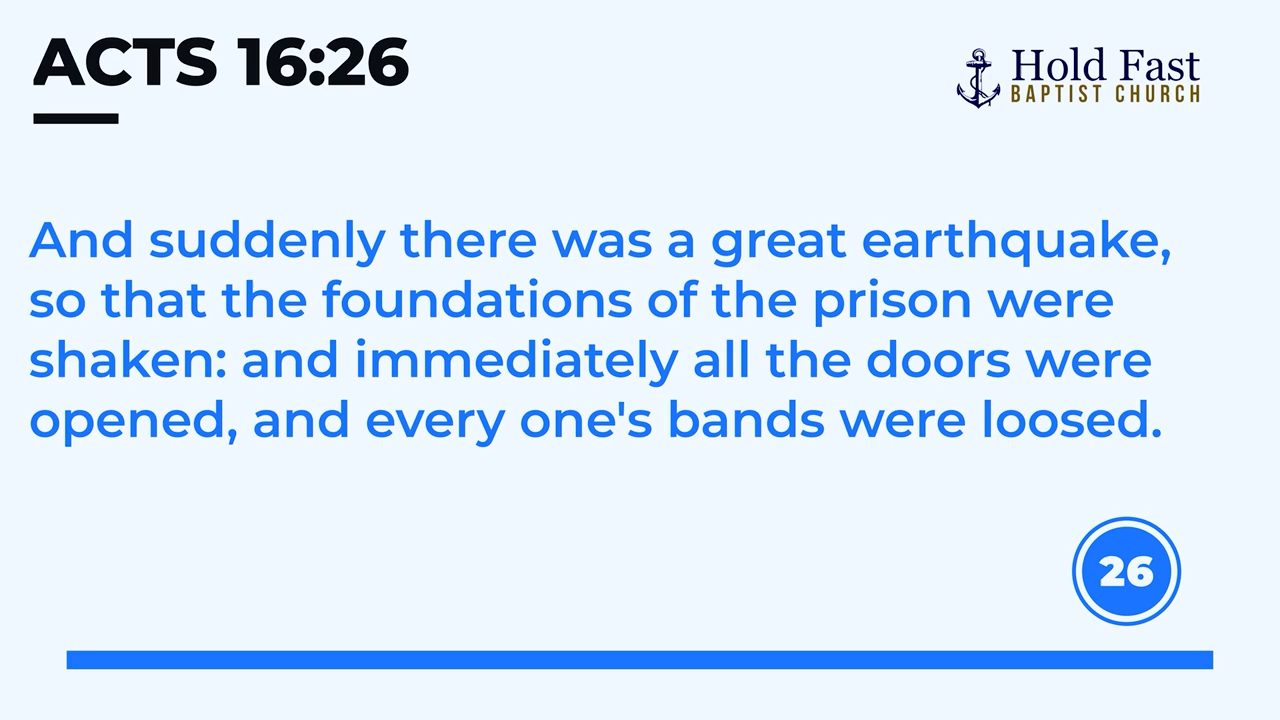 ACTS 16:26
Hold Fast
BAPTIST CHURCH
And suddenly there was a great earthquake,
so that the foundations of the prison were
shaken: and immediately all the doors were
opened, and every one's bands were loosed.
26